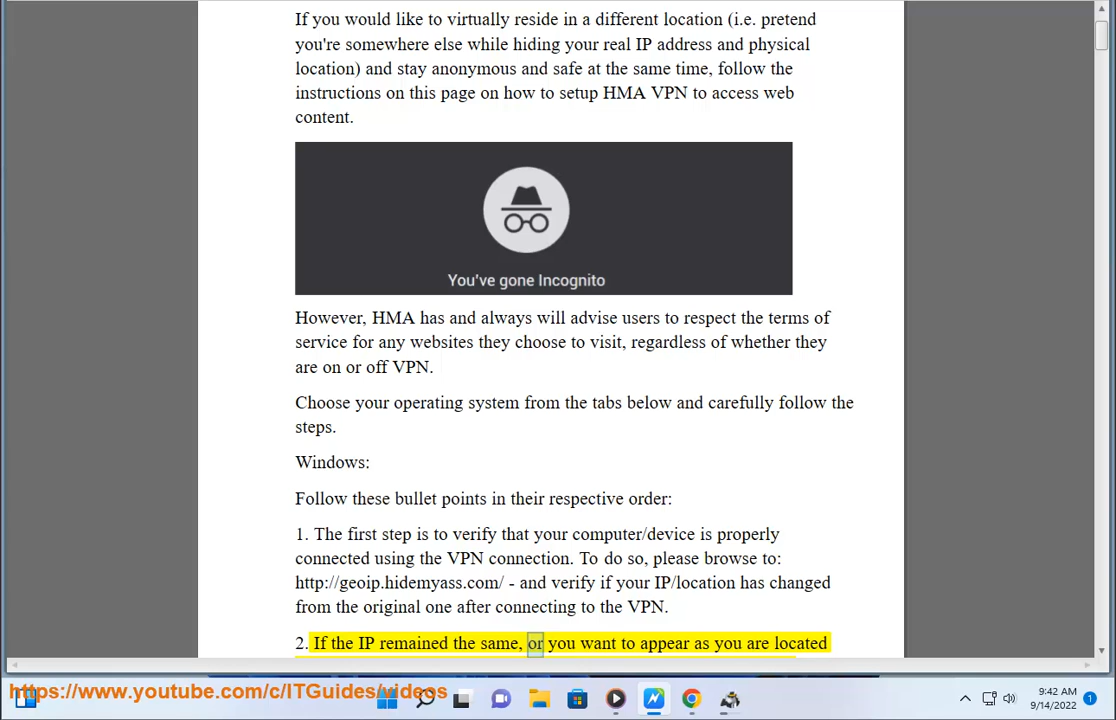 If you would like to virtually reside in a different location (i.e. pretend
you're somewhere else while hiding your real IP address and physical
location) and stay anonymous and safe at the same time, follow the
instructions on this page on how to setup HMA VPN to access web
content.
You've gone Incognito
However, HMA has and always will advise users to respect the terms of
service for any websites they choose to visit, regardless of whether they
are on or off VPN.
Choose your operating system from the tabs below and carefully follow the
steps.
Windows:
Follow these bullet points in their respective order:
1. The first step is to verify that your computer/device is properly
connected using the VPN connection. To do so, please browse to:
http://geoip.hidemyass.com/ - and verify if your IP/location has changed
from the original one after connecting to the VPN.
2. If the IP remained the same, or you want to appear as you are located
https://www.youtube.com/c/ITGuides/videos
9:42 AM
9/14/2022
1